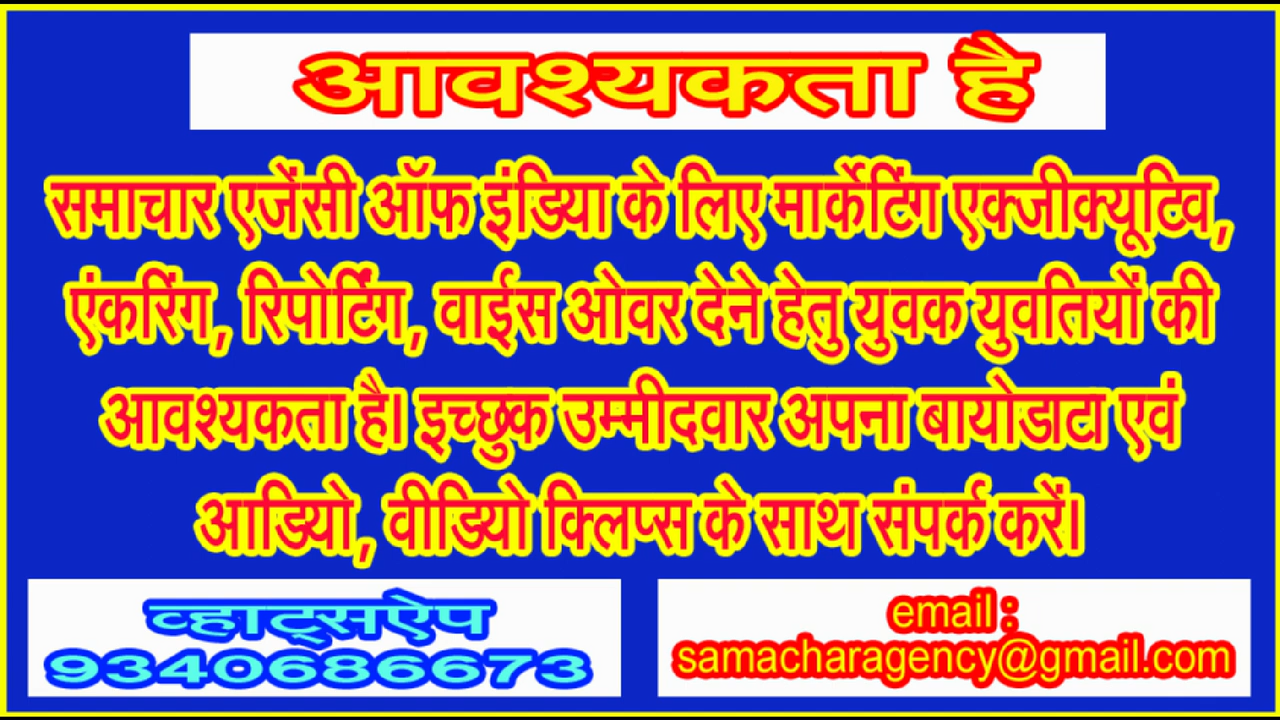 आवश्यकता है
समाचार एजेंसी ऑफ इंडिया के लिए मार्केटिंग एक्जीक्यूटिव,
एंकरिंग, रिपोर्टिंग, वाईस ओवर देने हेतु युवक युवतियों की
आवश्यकता है। इच्छुक उम्मीदवार अपना बायोडाटा एवं
आडियो, वीडियो क्लिप्स के साथ संपर्क करें।
व्हाट्सऐप
9340686673
email :
samacharagency@gmail.com